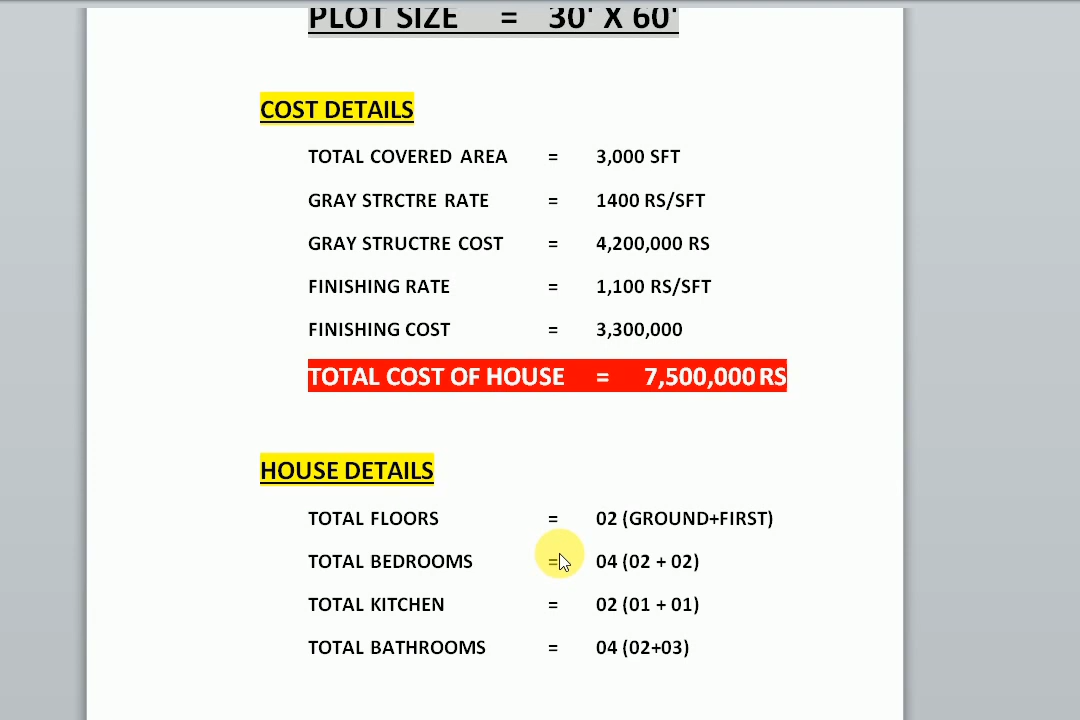 PLOT SIZE = 30' X 60'
COST DETAILS
TOTAL COVERED AREA = 3,000 SFT
GRAY STRCTRE RATE = 1400 RS/SFT
GRAY STRUCTRE COST = 4,200,000 RS
FINISHING RATE = 1,100 RS/SFT
FINISHING COST = 3,300,000
TOTAL COST OF HOUSE = 7,500,000 RS
HOUSE DETAILS
TOTAL FLOORS = 02 (GROUND+FIRST)
TOTAL BEDROOMS = 04 (02 + 02)
TOTAL KITCHEN = 02 (01 + 01)
TOTAL BATHROOMS = 04 (02+03)